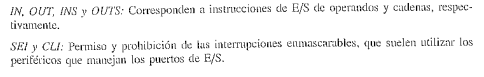 IN, OUT, INS y OUTS: Corresponden a instrucciones de E/S de operandos y cadenas, respec-
tivamente.
SEI y CLI: Permiso y prohibición de las interrupciones enmascarables, que suelen utilizar los
periféricos que manejan los puertos de E/S.